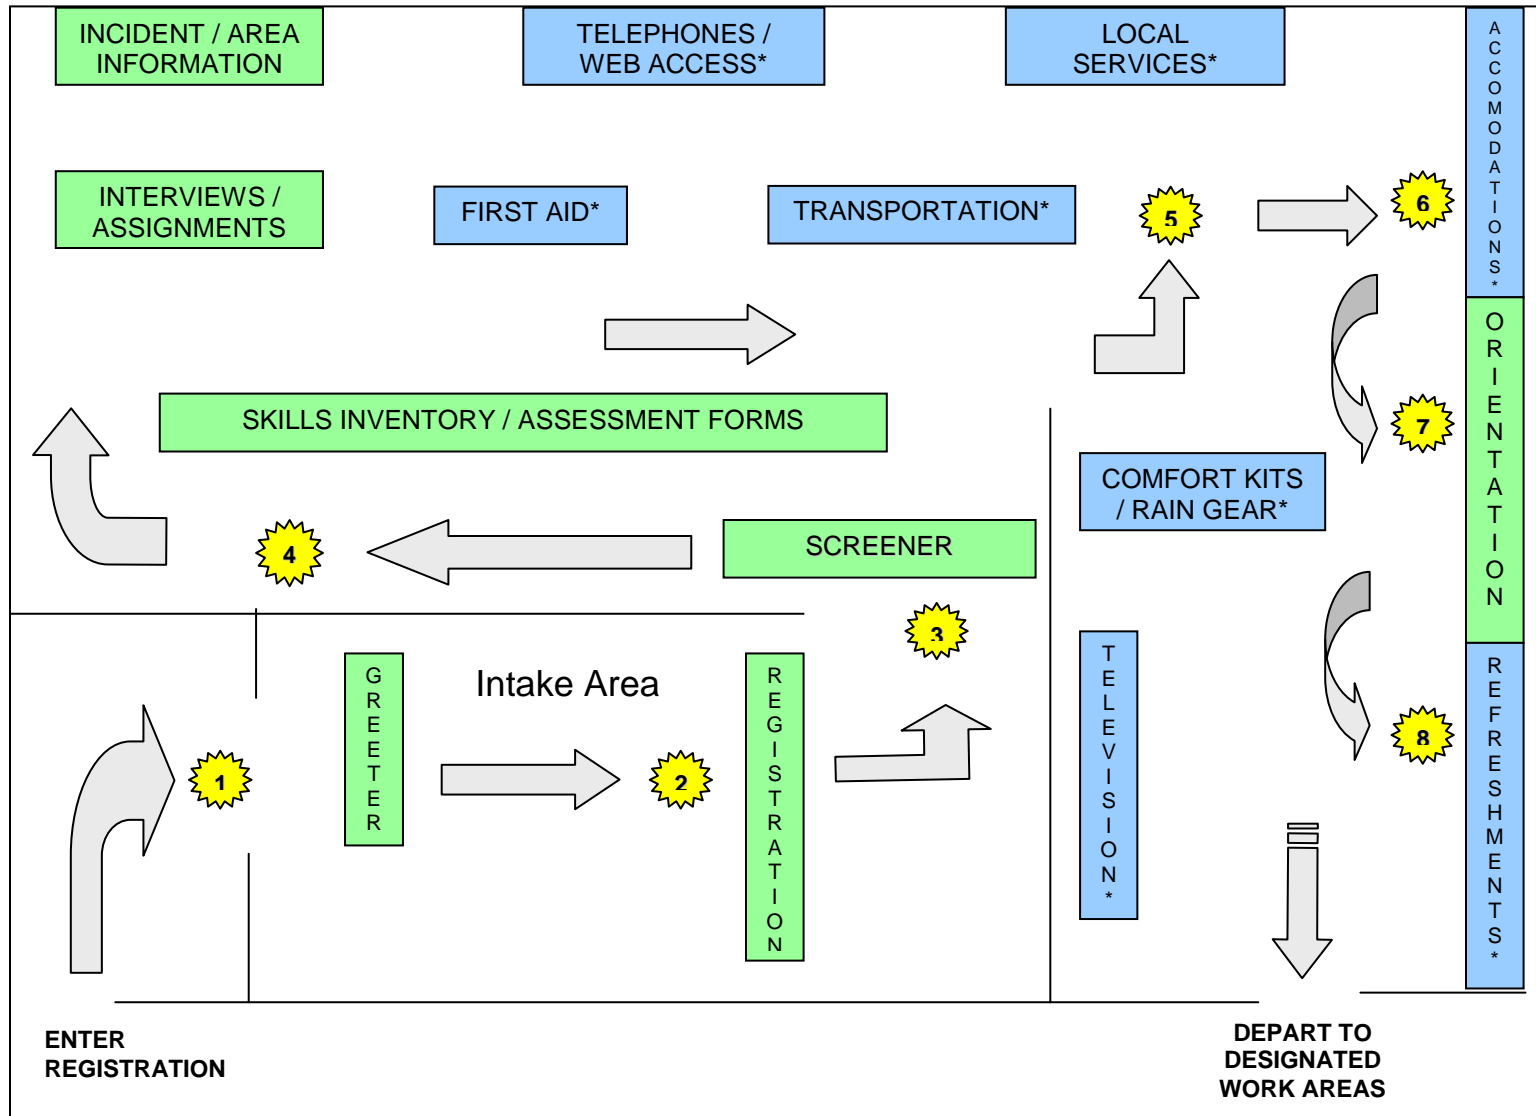 INCIDENT / AREA
INFORMATION
TELEPHONES /
WEB ACCESS*
LOCAL
SERVICES*
ACCOMODATIONS*
INTERVIEWS /
ASSIGNMENTS
FIRST AID*
TRANSPORTATION*
5
6
ORIENTATION
SKILLS INVENTORY / ASSESSMENT FORMS
7
COMFORT KITS
/ RAIN GEAR*
SCREENER
4
3
GREETER
Intake Area
REGISTRATION
TELEVISION*
REFRESHMENTS*
1
2
8
ENTER
REGISTRATION
DEPART TO
DESIGNATED
WORK AREAS